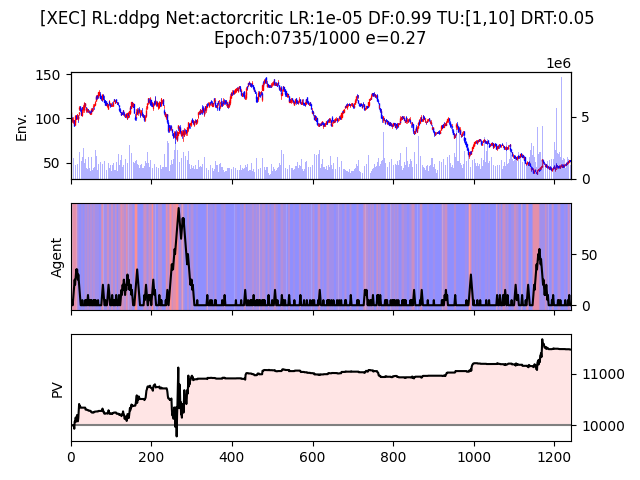 [XEC] RL:ddpg Net:actorcritic LR:1e-05 DF:0.99 TU:[1,10] DRT:0.05
Epoch:0735/1000 e=0.27
1e6
150
100
50
Env.
5
0
Agent
50
0
PV
11000
10000
0
200
400
600
800
1000
1200